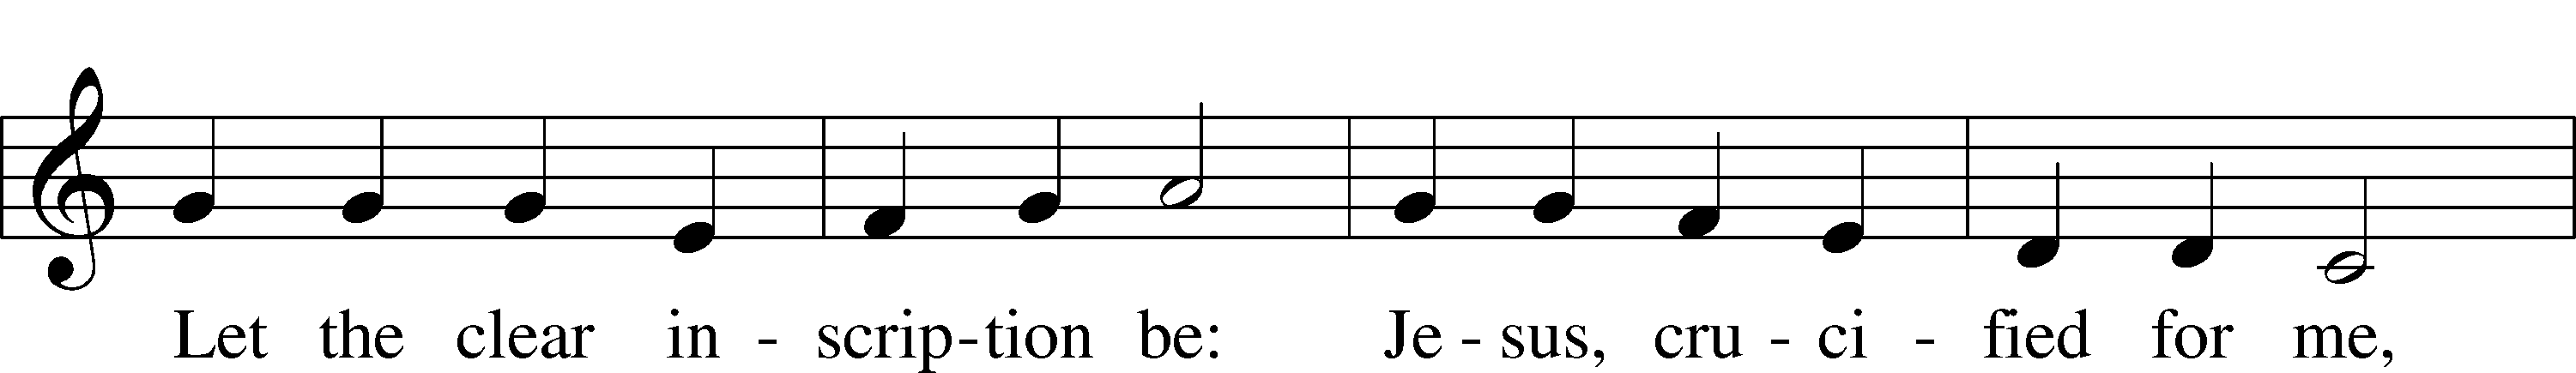 Let the clear in - scrip-tion be: Je - sus, cru - ci - fied for me,